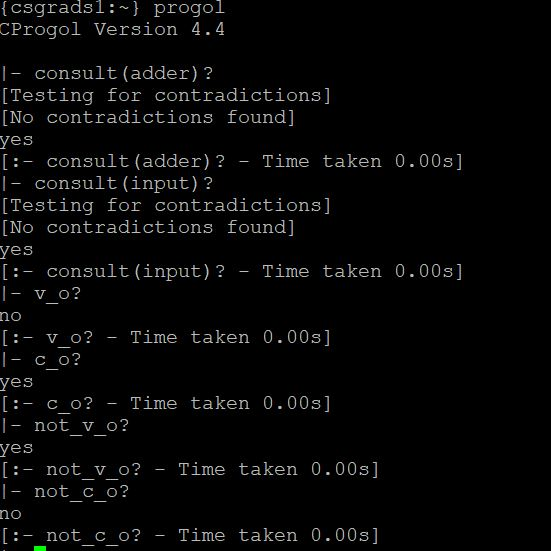 {csgrads1:~} progol
CProgol Version 4.4
|- consult(adder)?
[Testing for contradictions]
[No contradictions found]
yes
[:- consult(adder)? - Time taken 0.00s]
|- consult(input)?
[Testing for contradictions]
[No contradictions found]
yes
[:- consult(input)? - Time taken 0.00s]
|- v_o?
no
[:- v_o? - Time taken 0.00s]
|- c_o?
yes
[:- c_o? - Time taken 0.00s]
|- not_v_o?
yes
[:- not_v_o? - Time taken 0.00s]
|- not_c_o?
no
[:- not_c_o? - Time taken 0.00s]
|-